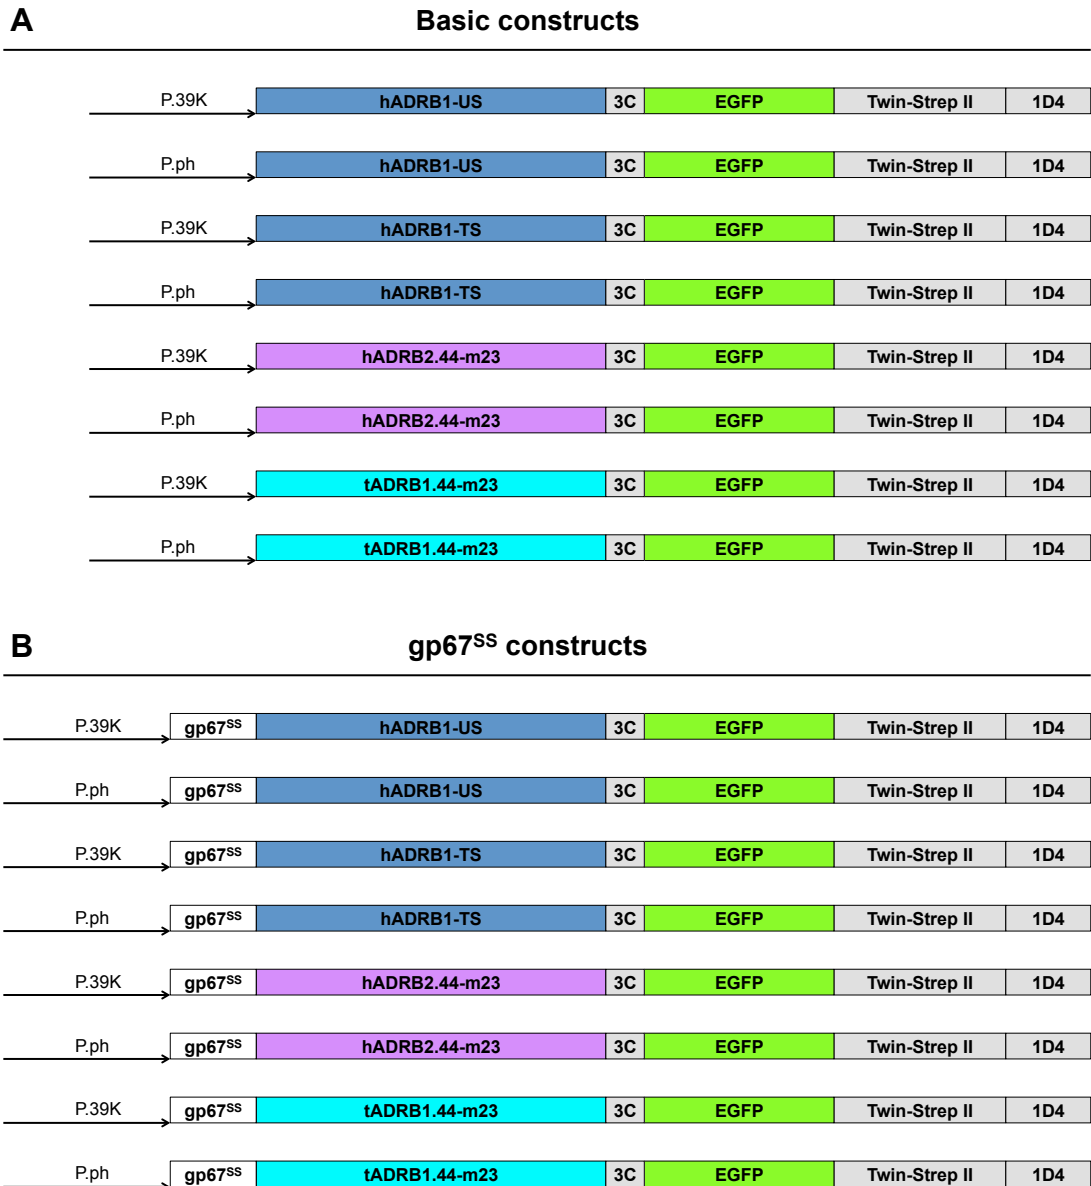 A Basic constructs
P.39K hADRB1-US 3C EGFP Twin-Strep II 1D4
P.ph hADRB1-US 3C EGFP Twin-Strep II 1D4
P.39K hADRB1-TS 3C EGFP Twin-Strep II 1D4
P.ph hADRB1-TS 3C EGFP Twin-Strep II 1D4
P.39K hADRB2.44-m23 3C EGFP Twin-Strep II 1D4
P.ph hADRB2.44-m23 3C EGFP Twin-Strep II 1D4
P.39K tADRB1.44-m23 3C EGFP Twin-Strep II 1D4
P.ph tADRB1.44-m23 3C EGFP Twin-Strep II 1D4
B gp67SS constructs
P.39K gp67SS hADRB1-US 3C EGFP Twin-Strep II 1D4
P.ph gp67SS hADRB1-US 3C EGFP Twin-Strep II 1D4
P.39K gp67SS hADRB1-TS 3C EGFP Twin-Strep II 1D4
P.ph gp67SS hADRB1-TS 3C EGFP Twin-Strep II 1D4
P.39K gp67SS hADRB2.44-m23 3C EGFP Twin-Strep II 1D4
P.ph gp67SS hADRB2.44-m23 3C EGFP Twin-Strep II 1D4
P.39K gp67SS tADRB1.44-m23 3C EGFP Twin-Strep II 1D4
P.ph gp67SS tADRB1.44-m23 3C EGFP Twin-Strep II 1D4